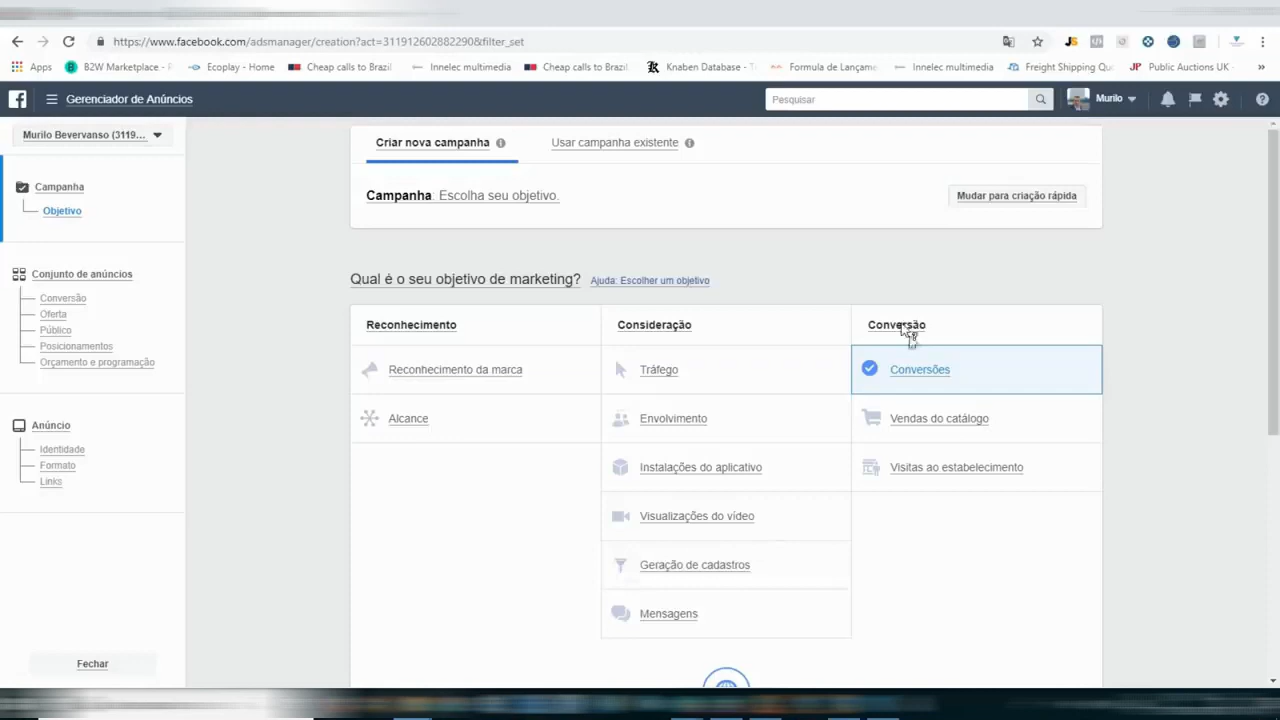 https://www.facebook.com/adsmanager/creation?act=311912602882290&filter_set
Apps B2W Marketplace - P Ecoplay - Home Cheap calls to Brazil Innelec multimedia Cheap calls to Brazil Knaben Database - T Formula de Lançame Innelec multimedia Freight Shipping Quo Public Auctions UK - »
Gerenciador de Anúncios
Pesquisar
Murilo
Murilo Bevervanso (3119...
Campanha
Objetivo
Conjunto de anúncios
Conversão
Oferta
Público
Posicionamentos
Orçamento e programação
Anúncio
Identidade
Formato
Links
Fechar
Criar nova campanha Usar campanha existente
Campanha: Escolha seu objetivo.
Mudar para criação rápida
Qual é o seu objetivo de marketing? Ajuda: Escolher um objetivo
Reconhecimento Consideração Conversão
Reconhecimento da marca Tráfego Conversões
Alcance Envolvimento Vendas do catálogo
Instalações do aplicativo Visitas ao estabelecimento
Visualizações do vídeo
Geração de cadastros
Mensagens